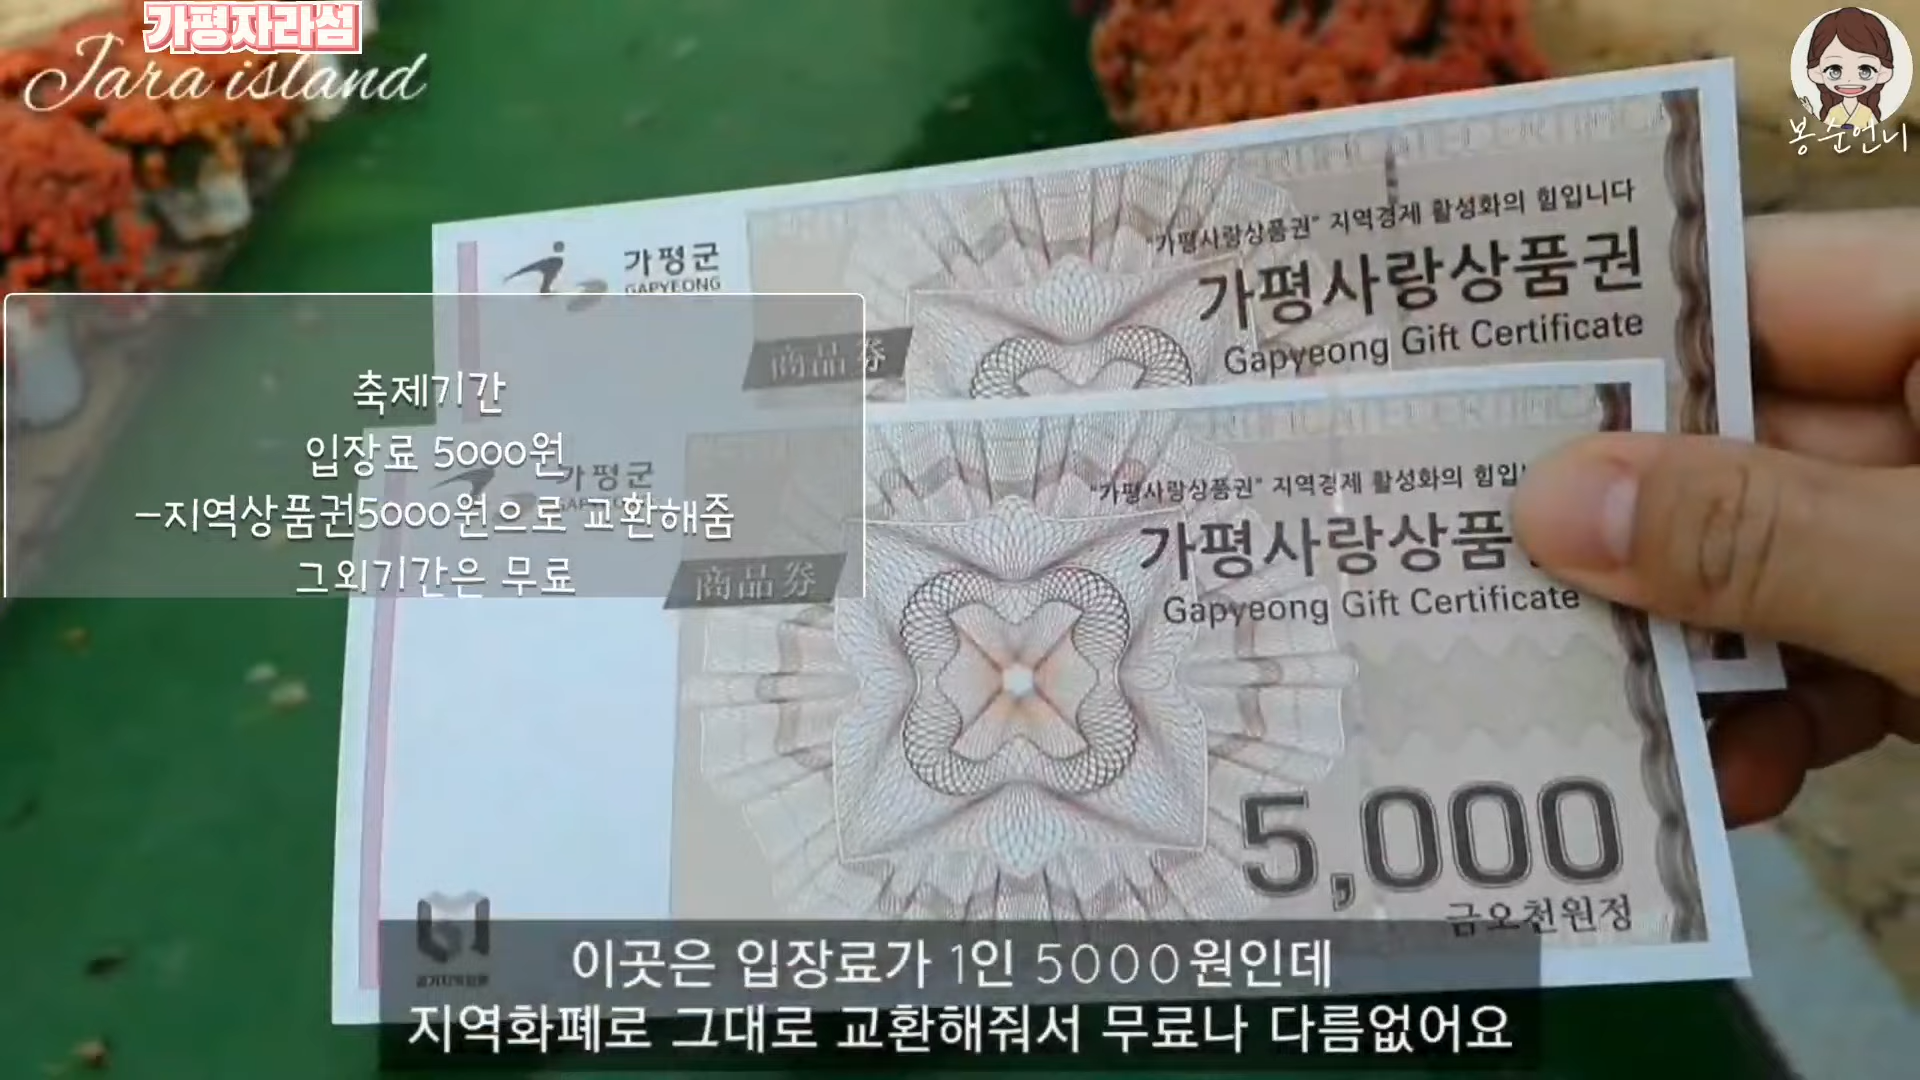 가평자라섬
Jara island
봉순언니
가평군
GAPYEONG
"가평사랑상품권" 지역경제 활성화의 힘입니다
가평사랑상품권
Gapyeong Gift Certificate
商品券
축제기간
입장료 5000원
-지역상품권5000원으로 교환해줌
그외기간은 무료
가평군
"가평사랑상품권" 지역경제 활성화의 힘입
가평사랑상품
Gapyeong Gift Certificate
商品券
5,000
금오천원정
이곳은 입장료가 1인 5000원인데
지역화폐로 그대로 교환해줘서 무료나 다름없어요